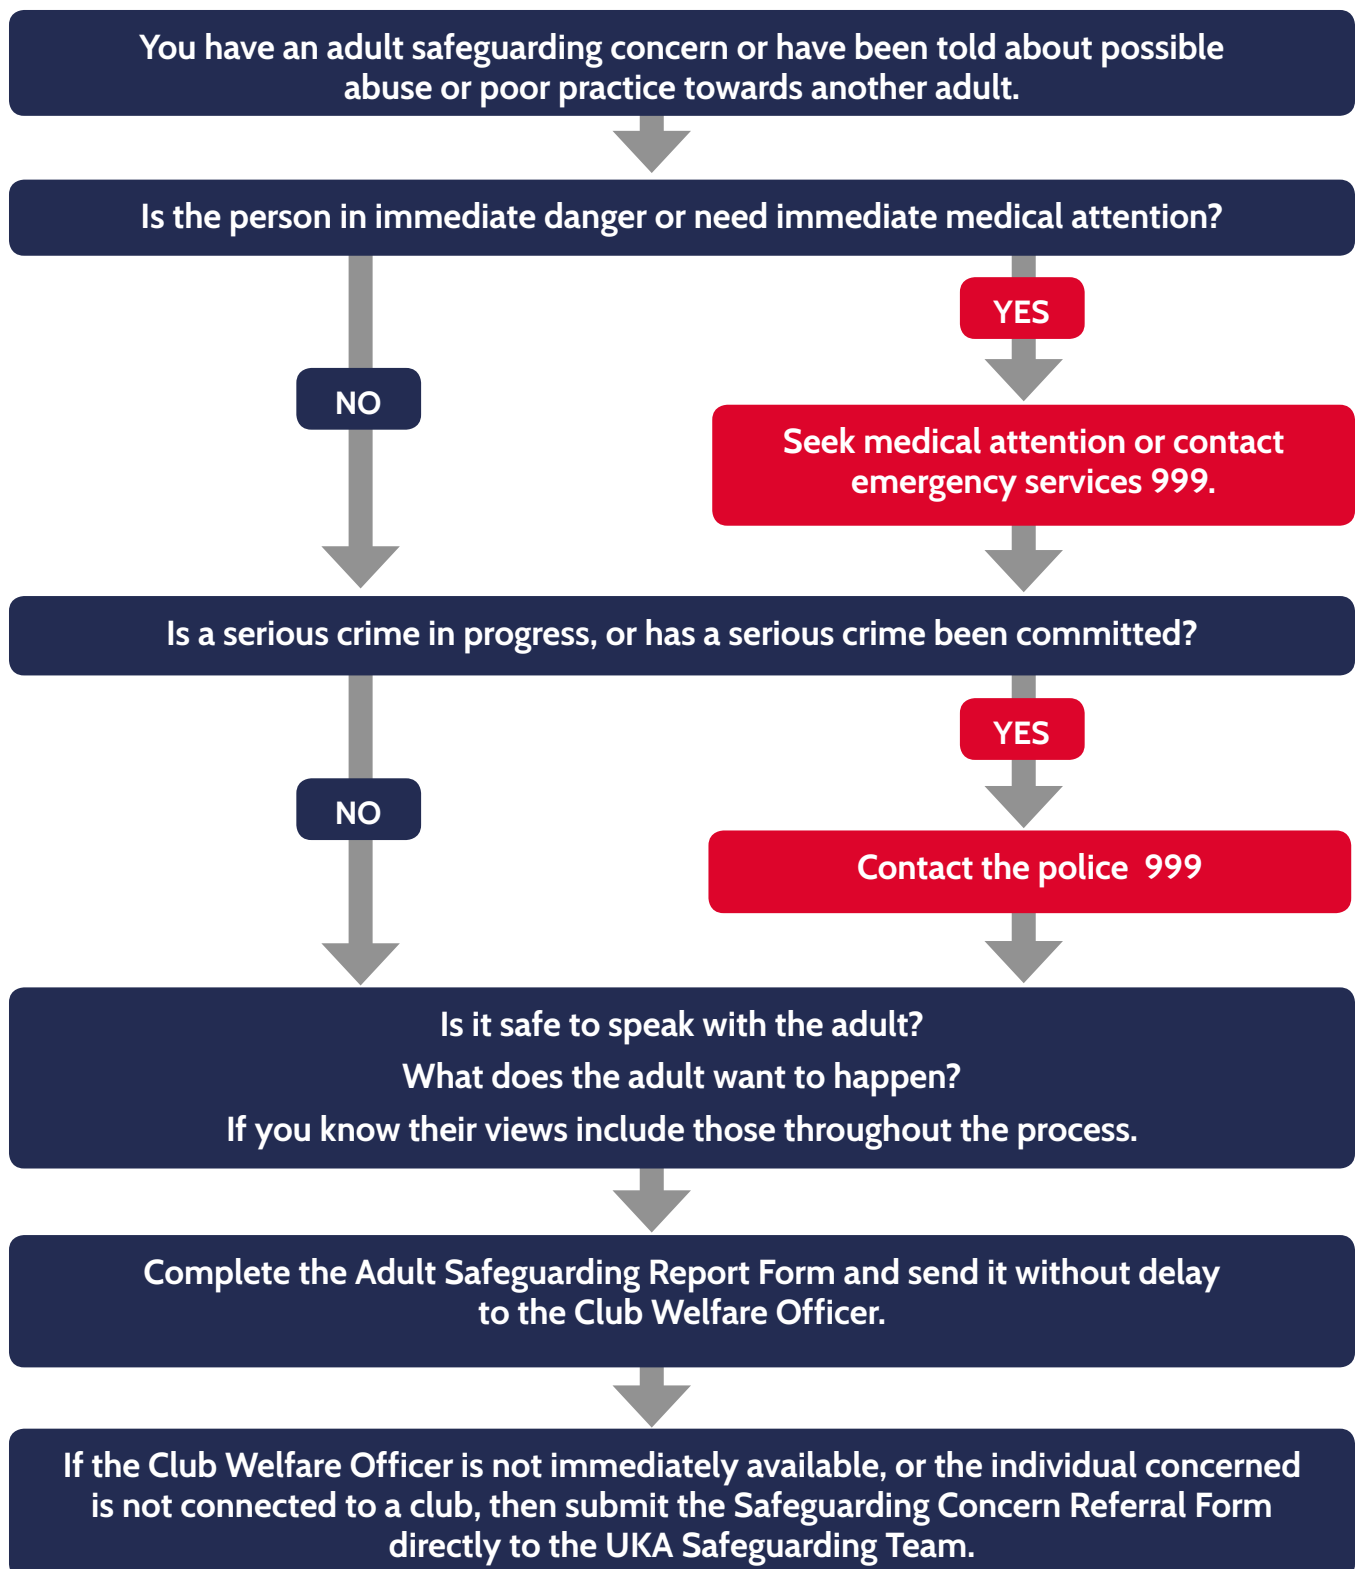 You have an adult safeguarding concern or have been told about possible
abuse or poor practice towards another adult.
Is the person in immediate danger or need immediate medical attention?
YES
NO
Seek medical attention or contact
emergency services 999.
Is a serious crime in progress, or has a serious crime been committed?
YES
NO
Contact the police 999
Is it safe to speak with the adult?
What does the adult want to happen?
If you know their views include those throughout the process.
Complete the Adult Safeguarding Report Form and send it without delay
to the Club Welfare Officer.
If the Club Welfare Officer is not immediately available, or the individual concerned
is not connected to a club, then submit the Safeguarding Concern Referral Form
directly to the UKA Safeguarding Team.